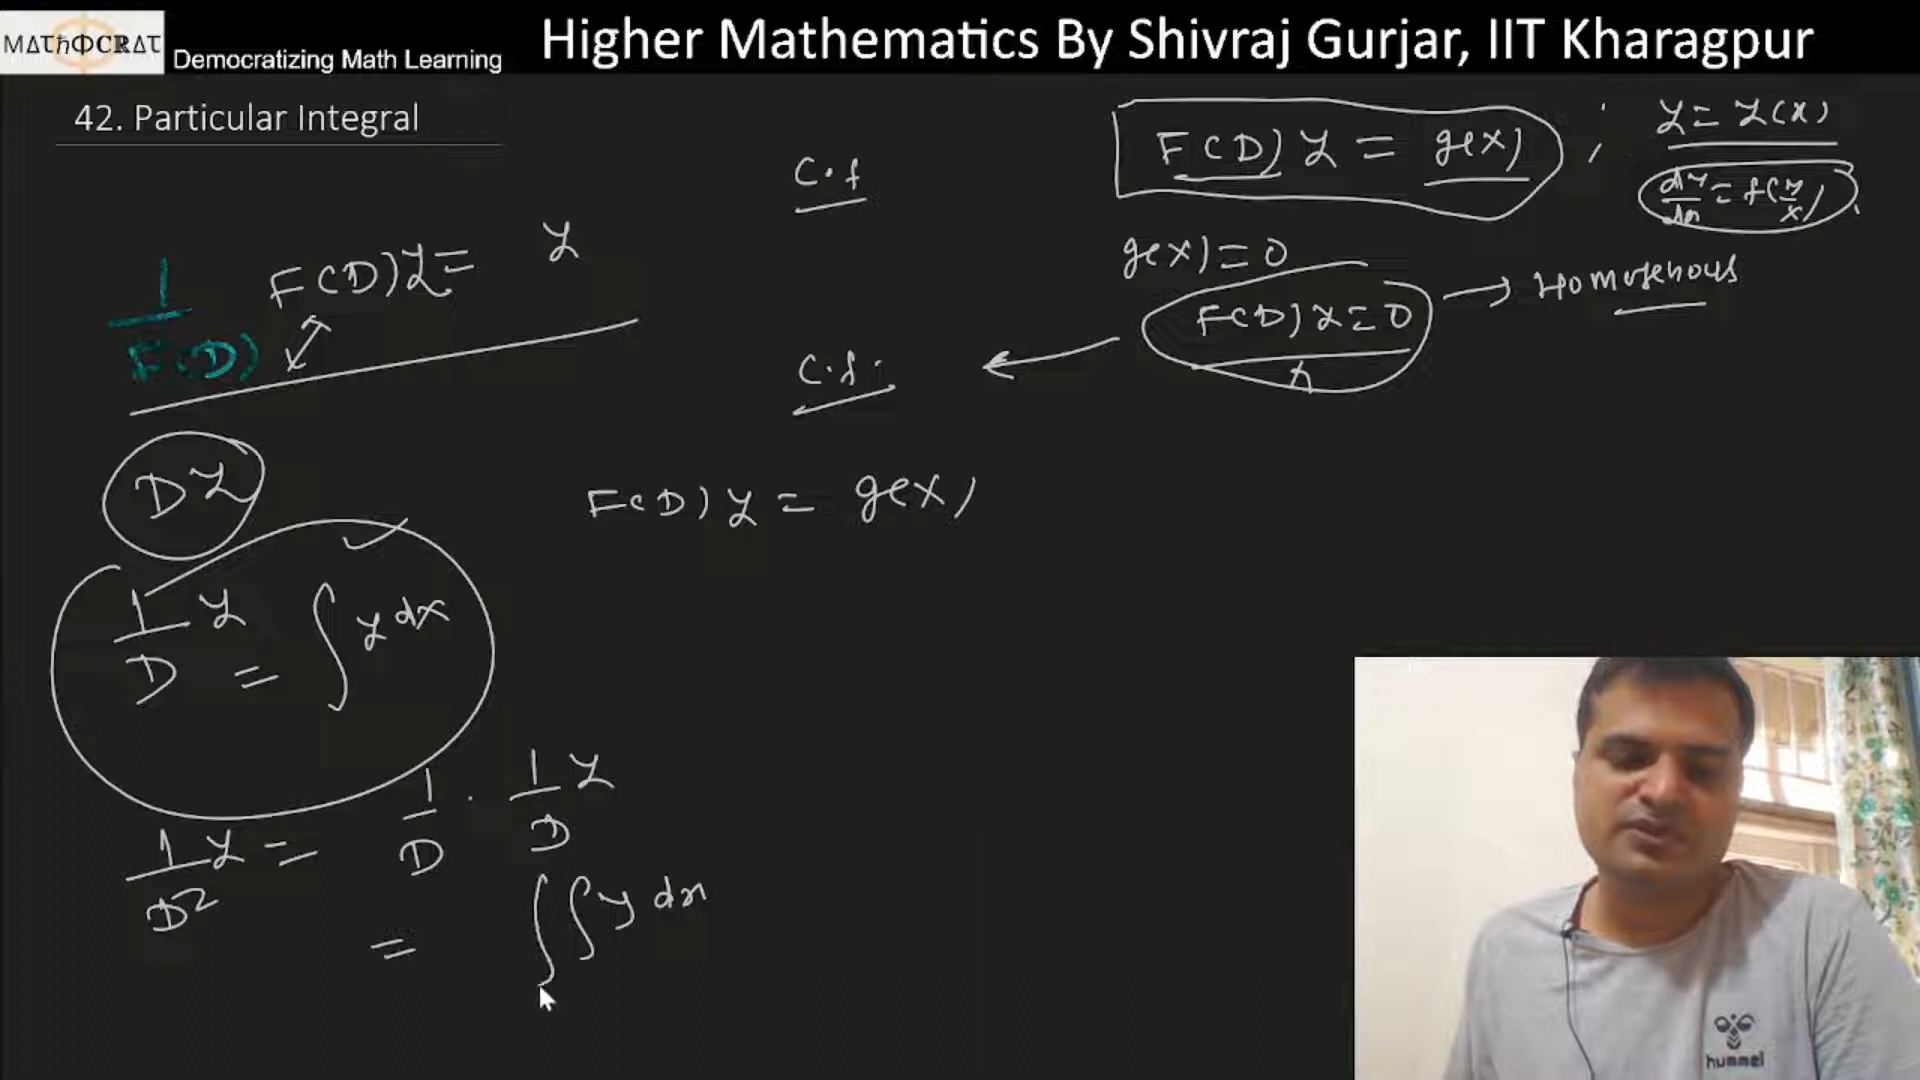 MATHOCRAT
Democratizing Math Learning
Higher Mathematics By Shivraj Gurjar, IIT Kharagpur
42. Particular Integral
C.f
F(D) y = g(x) ; y = y(x)
dy/dx = f(y/x)
g(x) = 0
1/F(D) F(D)y = y
F(D) y = 0 → Homogenous
C.f.
Dy
F(D) y = g(x)
1/D y = ∫ y dx
1/D² y = 1/D . 1/D y
= ∫∫ y dx
hummel